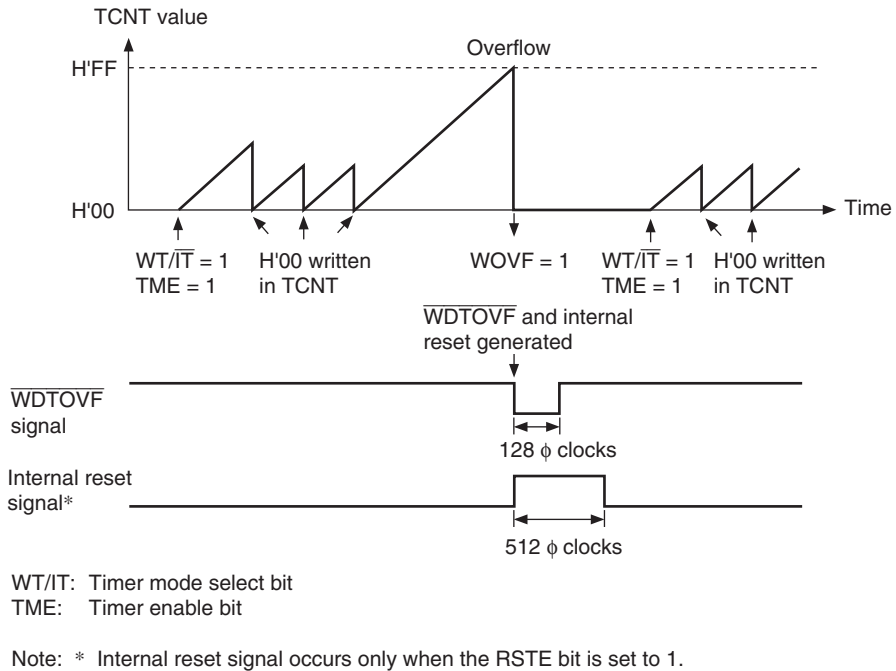 TCNT value
Overflow
H'FF
H'00
Time
WT/IT = 1
TME = 1
H'00 written
in TCNT
WOVF = 1
WT/IT = 1
TME = 1
H'00 written
in TCNT
WDTOVF and internal
reset generated
WDTOVF
signal
128 ϕ clocks
Internal reset
signal*
512 ϕ clocks
WT/IT: Timer mode select bit
TME: Timer enable bit
Note: * Internal reset signal occurs only when the RSTE bit is set to 1.